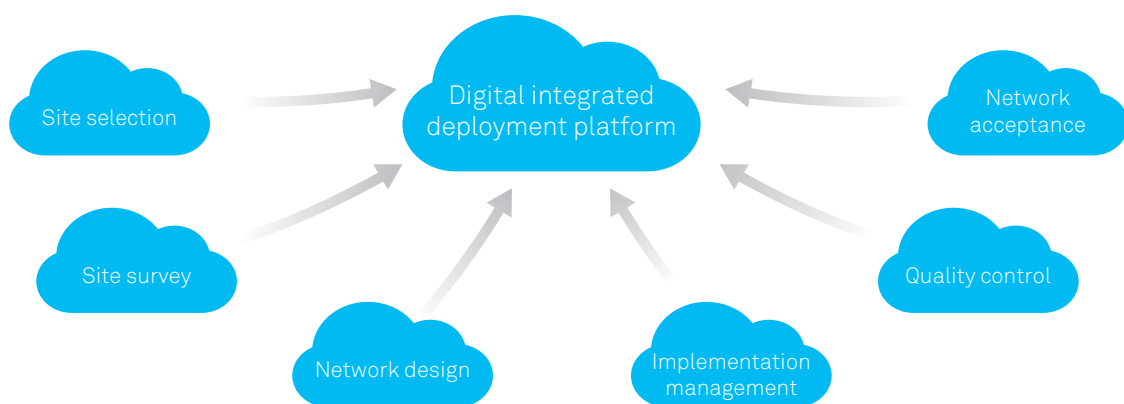 Digital integrated
deployment platform
Site selection
Network
acceptance
Site survey
Quality control
Network design
Implementation
management